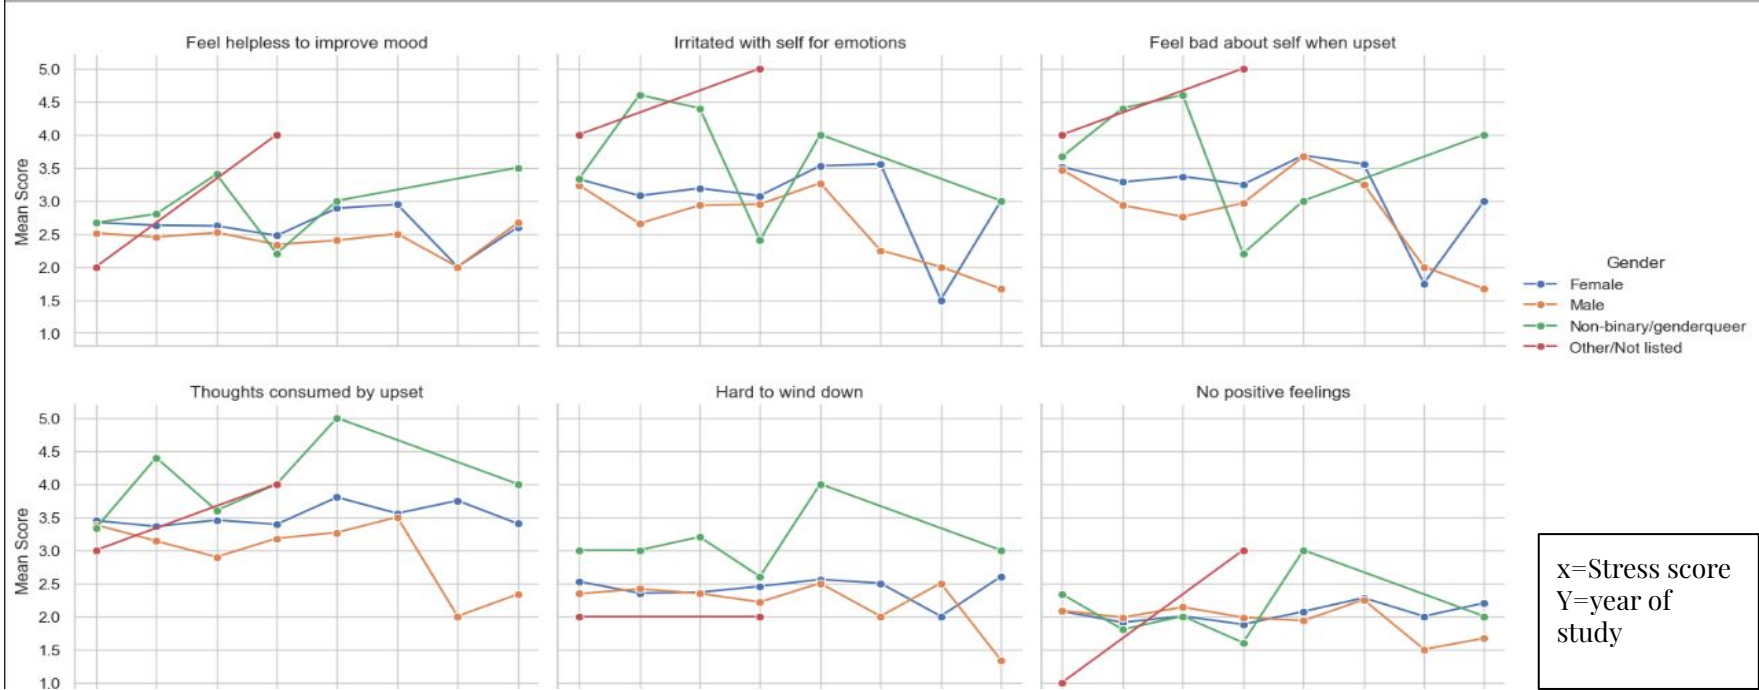 Feel helpless to improve mood
Irritated with self for emotions
Feel bad about self when upset
5.0
4.5
4.0
3.5
3.0
2.5
2.0
1.5
1.0
Mean Score
Gender
Female
Male
Non-binary/genderqueer
Other/Not listed
Thoughts consumed by upset
Hard to wind down
No positive feelings
5.0
4.5
4.0
3.5
3.0
2.5
2.0
1.5
1.0
Mean Score
x=Stress score
Y=year of
study